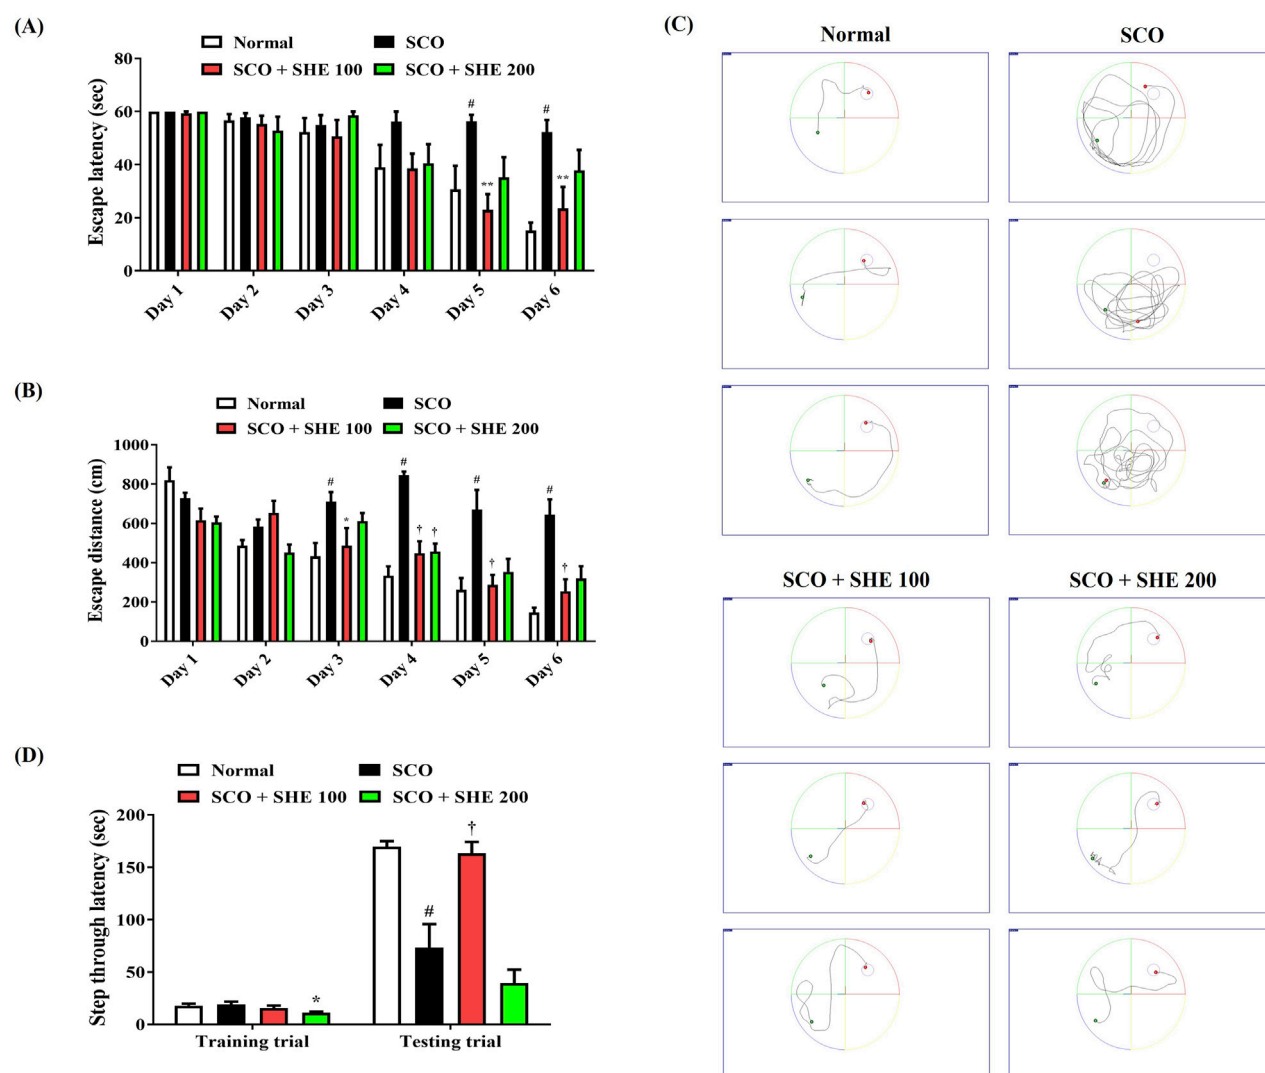 (A)
Normal SCO
SCO + SHE 100 SCO + SHE 200
Escape latency (sec)
80
60
40
20
0
# #
** **
Day 1 Day 2 Day 3 Day 4 Day 5 Day 6
(B)
Normal SCO
SCO + SHE 100 SCO + SHE 200
Escape distance (cm)
1000
800
600
400
200
0
# # # #
* † † † †
Day 1 Day 2 Day 3 Day 4 Day 5 Day 6
(D)
Normal SCO
SCO + SHE 100 SCO + SHE 200
Step through latency (sec)
200
150
100
50
0
* # †
Training trial Testing trial
(C)
Normal SCO
SCO + SHE 100 SCO + SHE 200